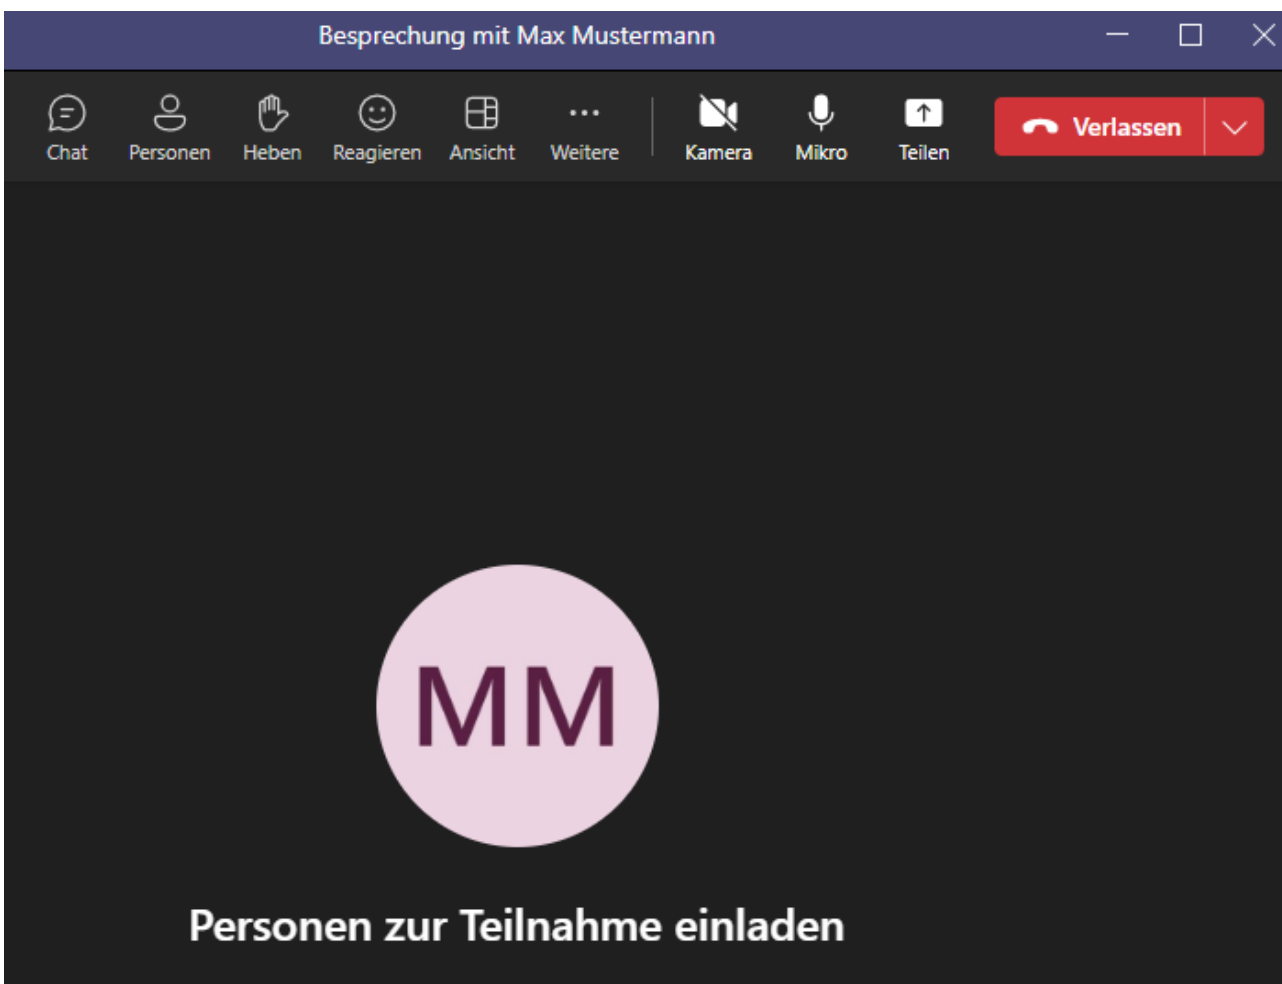 Besprechung mit Max Mustermann
Chat Personen Heben Reagieren Ansicht Weitere Kamera Mikro Teilen Verlassen
MM
Personen zur Teilnahme einladen